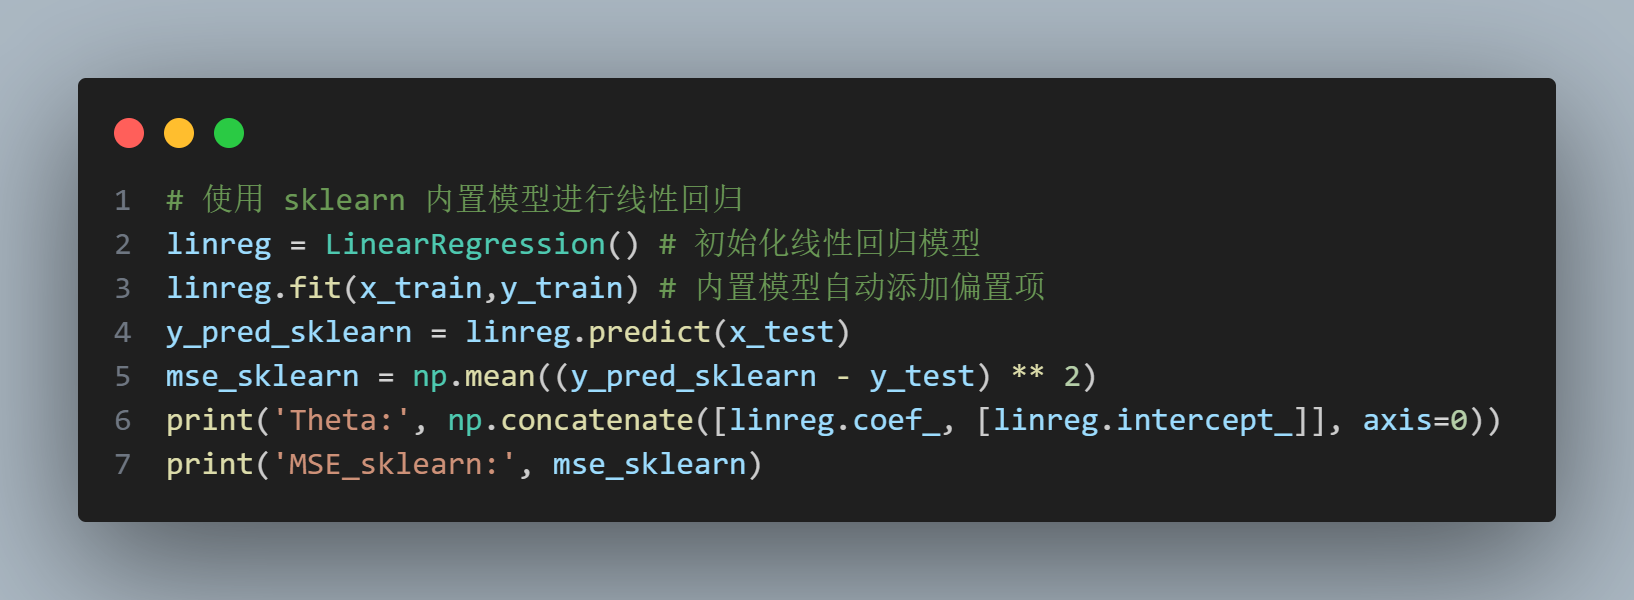 1 # 使用 sklearn 内置模型进行线性回归
2 linreg = LinearRegression() # 初始化线性回归模型
3 linreg.fit(x_train,y_train) # 内置模型自动添加偏置项
4 y_pred_sklearn = linreg.predict(x_test)
5 mse_sklearn = np.mean((y_pred_sklearn - y_test) ** 2)
6 print('Theta:', np.concatenate([linreg.coef_, [linreg.intercept_]], axis=0))
7 print('MSE_sklearn:', mse_sklearn)